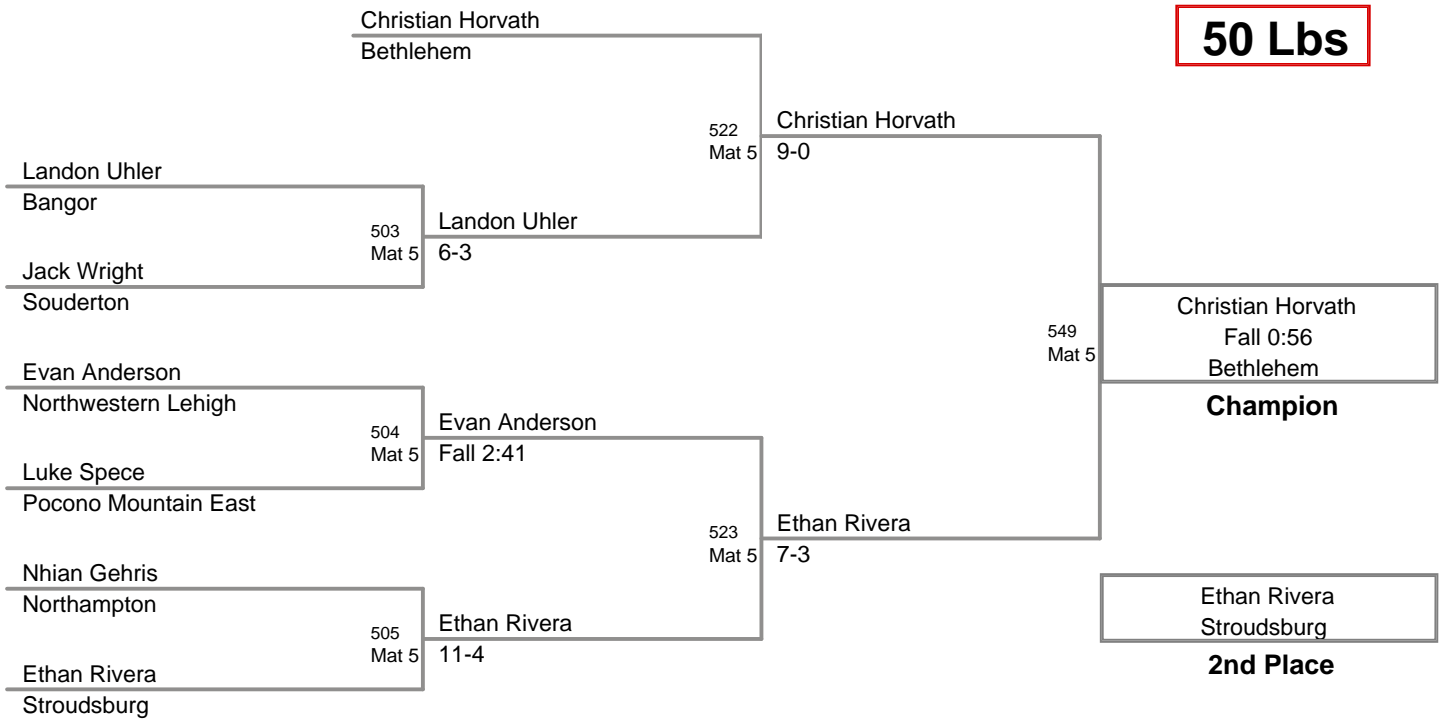 Christian Horvath
Bethlehem
50 Lbs
522
Mat 5
Christian Horvath
9-0
Landon Uhler
Bangor
503
Mat 5
Landon Uhler
6-3
Jack Wright
Souderton
549
Mat 5
Christian Horvath
Fall 0:56
Bethlehem
Champion
Evan Anderson
Northwestern Lehigh
504
Mat 5
Evan Anderson
Fall 2:41
Luke Spece
Pocono Mountain East
523
Mat 5
Ethan Rivera
7-3
Nhian Gehris
Northampton
505
Mat 5
Ethan Rivera
11-4
Ethan Rivera
Stroudsburg
Ethan Rivera
Stroudsburg
2nd Place